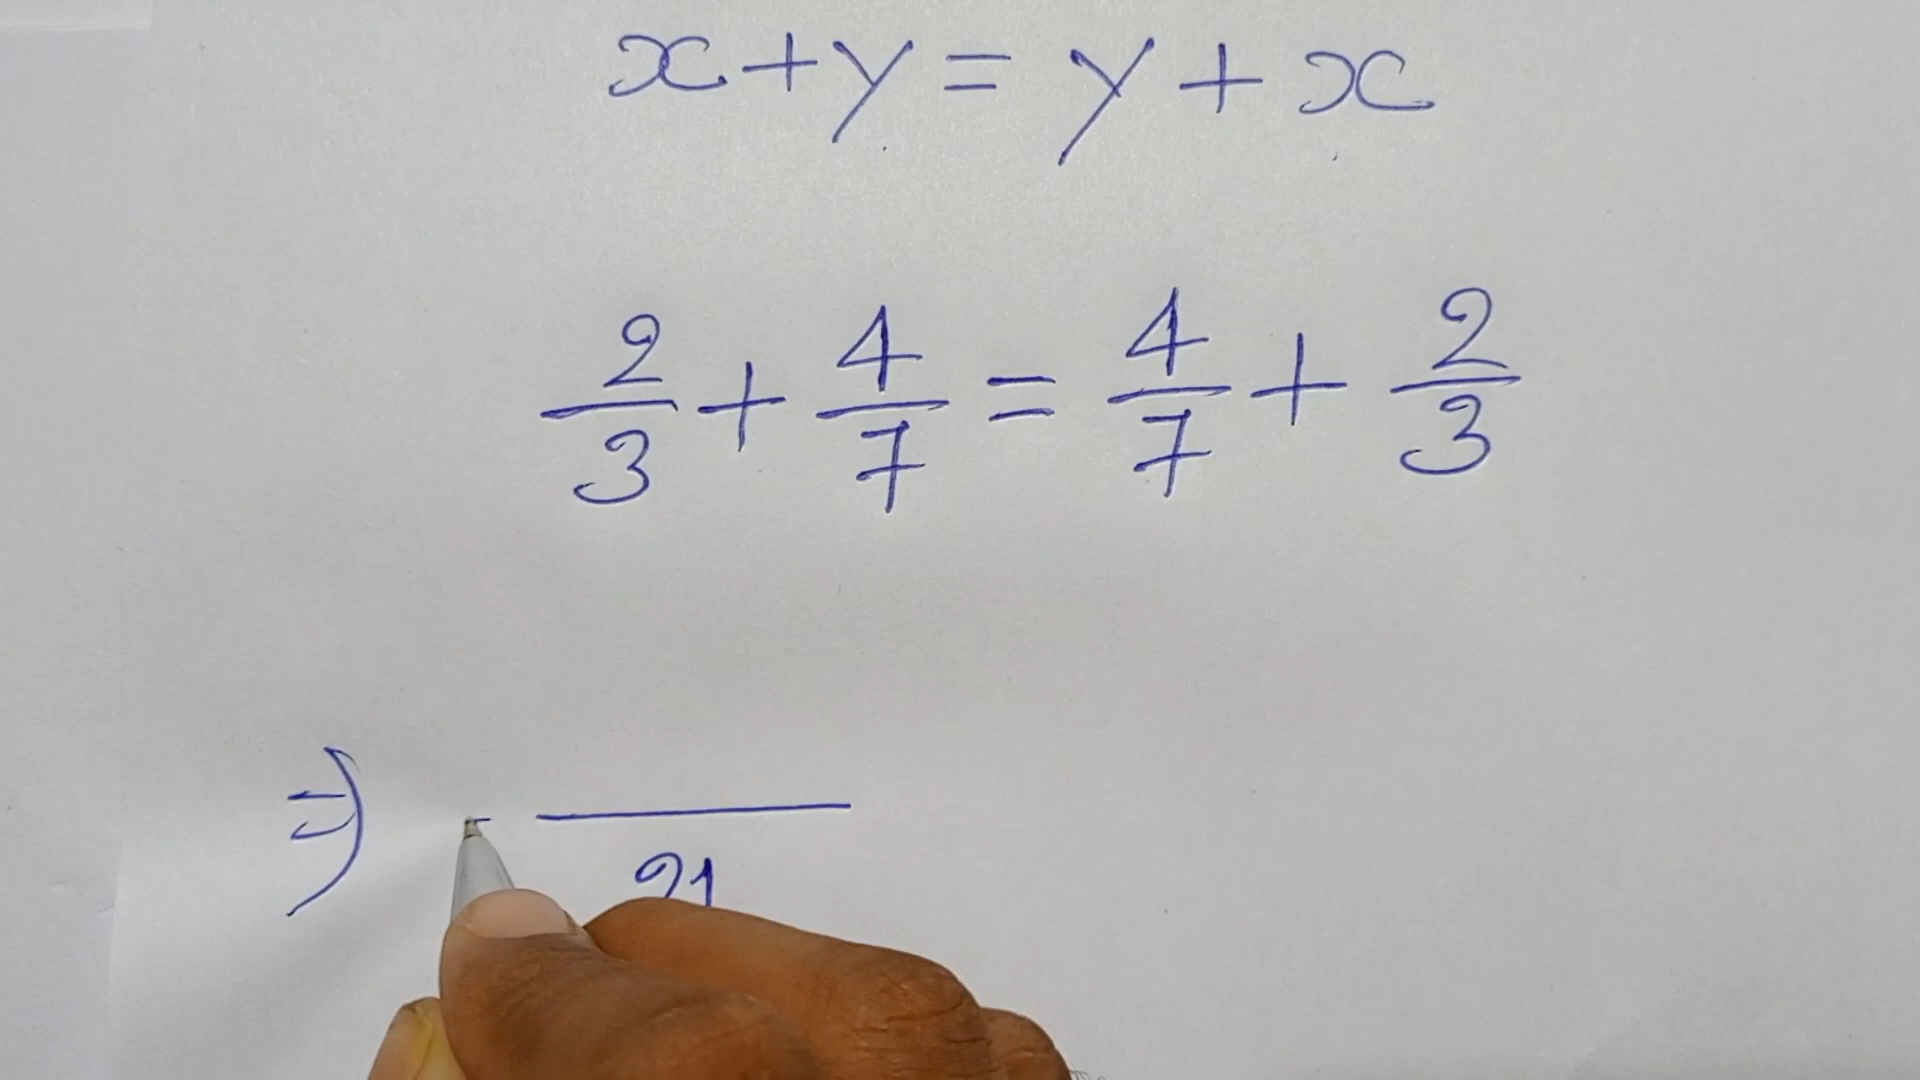 x + y = y + x
2/3 + 4/7 = 4/7 + 2/3
⇒) —/21